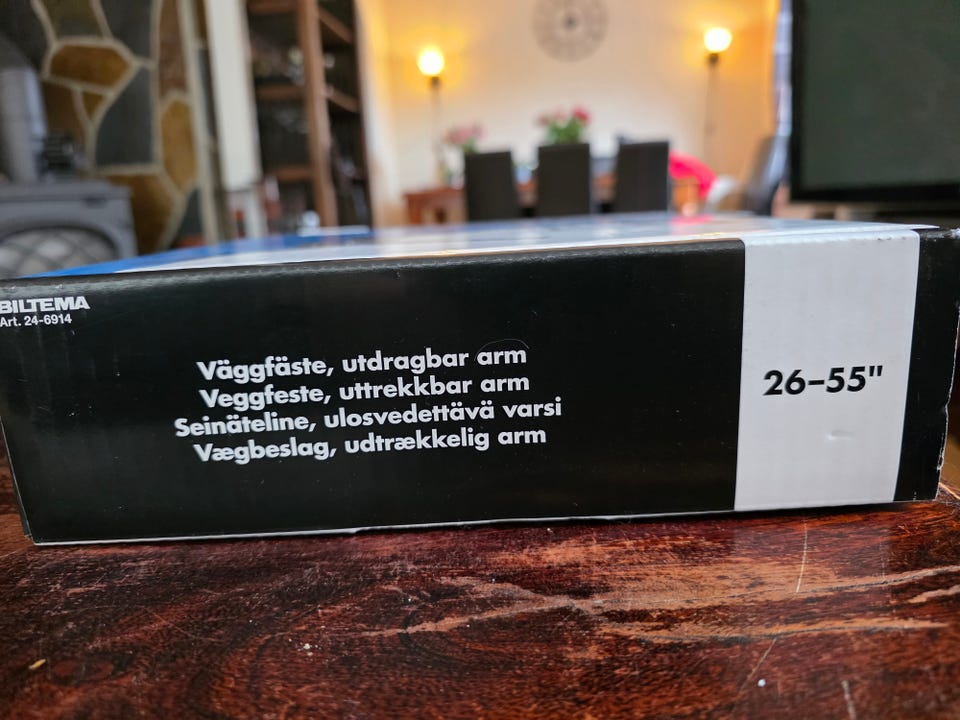 BILTEMA
Art. 24-6914
Väggfäste, utdragbar arm
Veggfeste, uttrekkbar arm
Seinäteline, ulosvedettävä varsi
Vægbeslag, udtrækkelig arm
26–55"